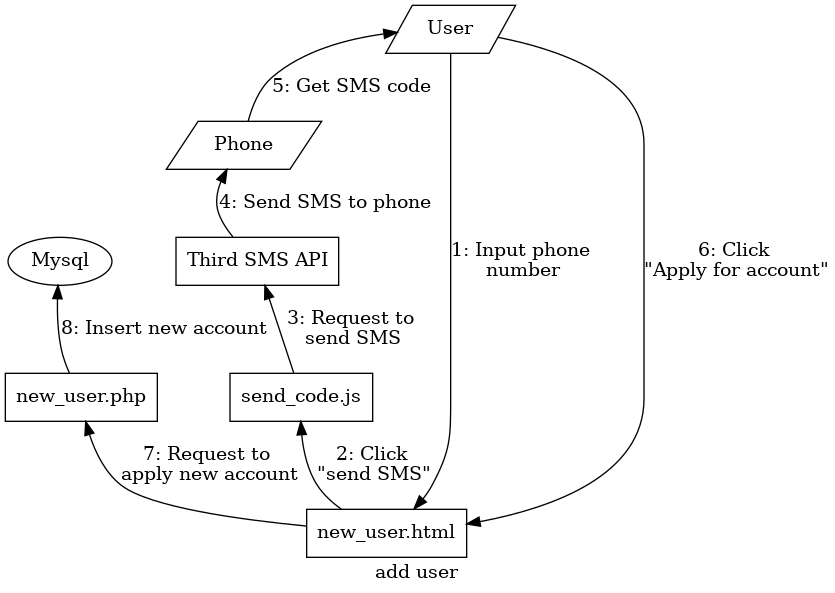 User
5: Get SMS code
Phone
4: Send SMS to phone
1: Input phone
number
6: Click
"Apply for account"
Mysql
Third SMS API
8: Insert new account
3: Request to
send SMS
new_user.php
send_code.js
7: Request to
apply new account
2: Click
"send SMS"
new_user.html
add user